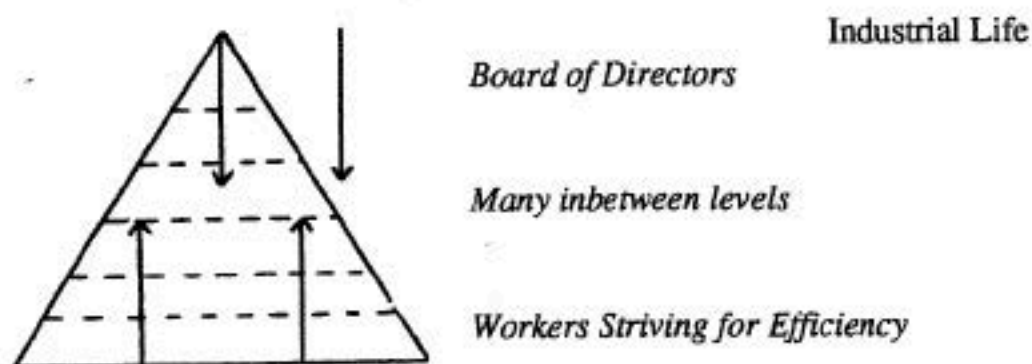 Industrial Life
Board of Directors
Many inbetween levels
Workers Striving for Efficiency